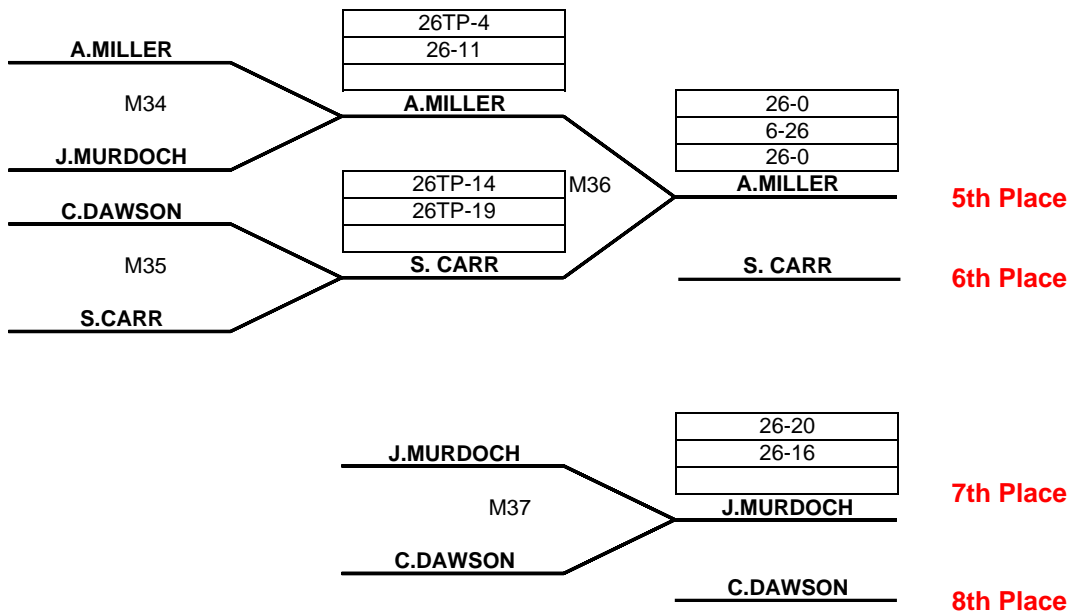 26TP-4
A.MILLER
26-11
M34
A.MILLER
26-0
6-26
J.MURDOCH
26-0
26TP-14
M36
A.MILLER
5th Place
C.DAWSON
26TP-19
M35
S. CARR
S. CARR
6th Place
S.CARR
26-20
J.MURDOCH
26-16
7th Place
M37
J.MURDOCH
C.DAWSON
C.DAWSON
8th Place